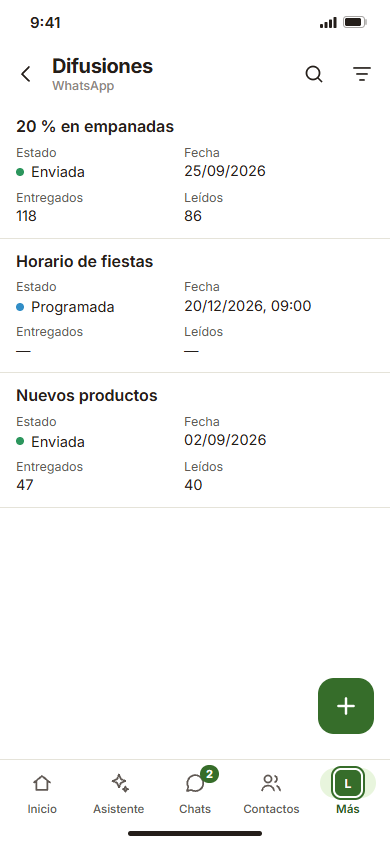 9:41
Difusiones
WhatsApp
20 % en empanadas
Estado Fecha
Enviada 25/09/2026
Entregados Leídos
118 86
Horario de fiestas
Estado Fecha
Programada 20/12/2026, 09:00
Entregados Leídos
— —
Nuevos productos
Estado Fecha
Enviada 02/09/2026
Entregados Leídos
47 40
2
L
Inicio Asistente Chats Contactos Más